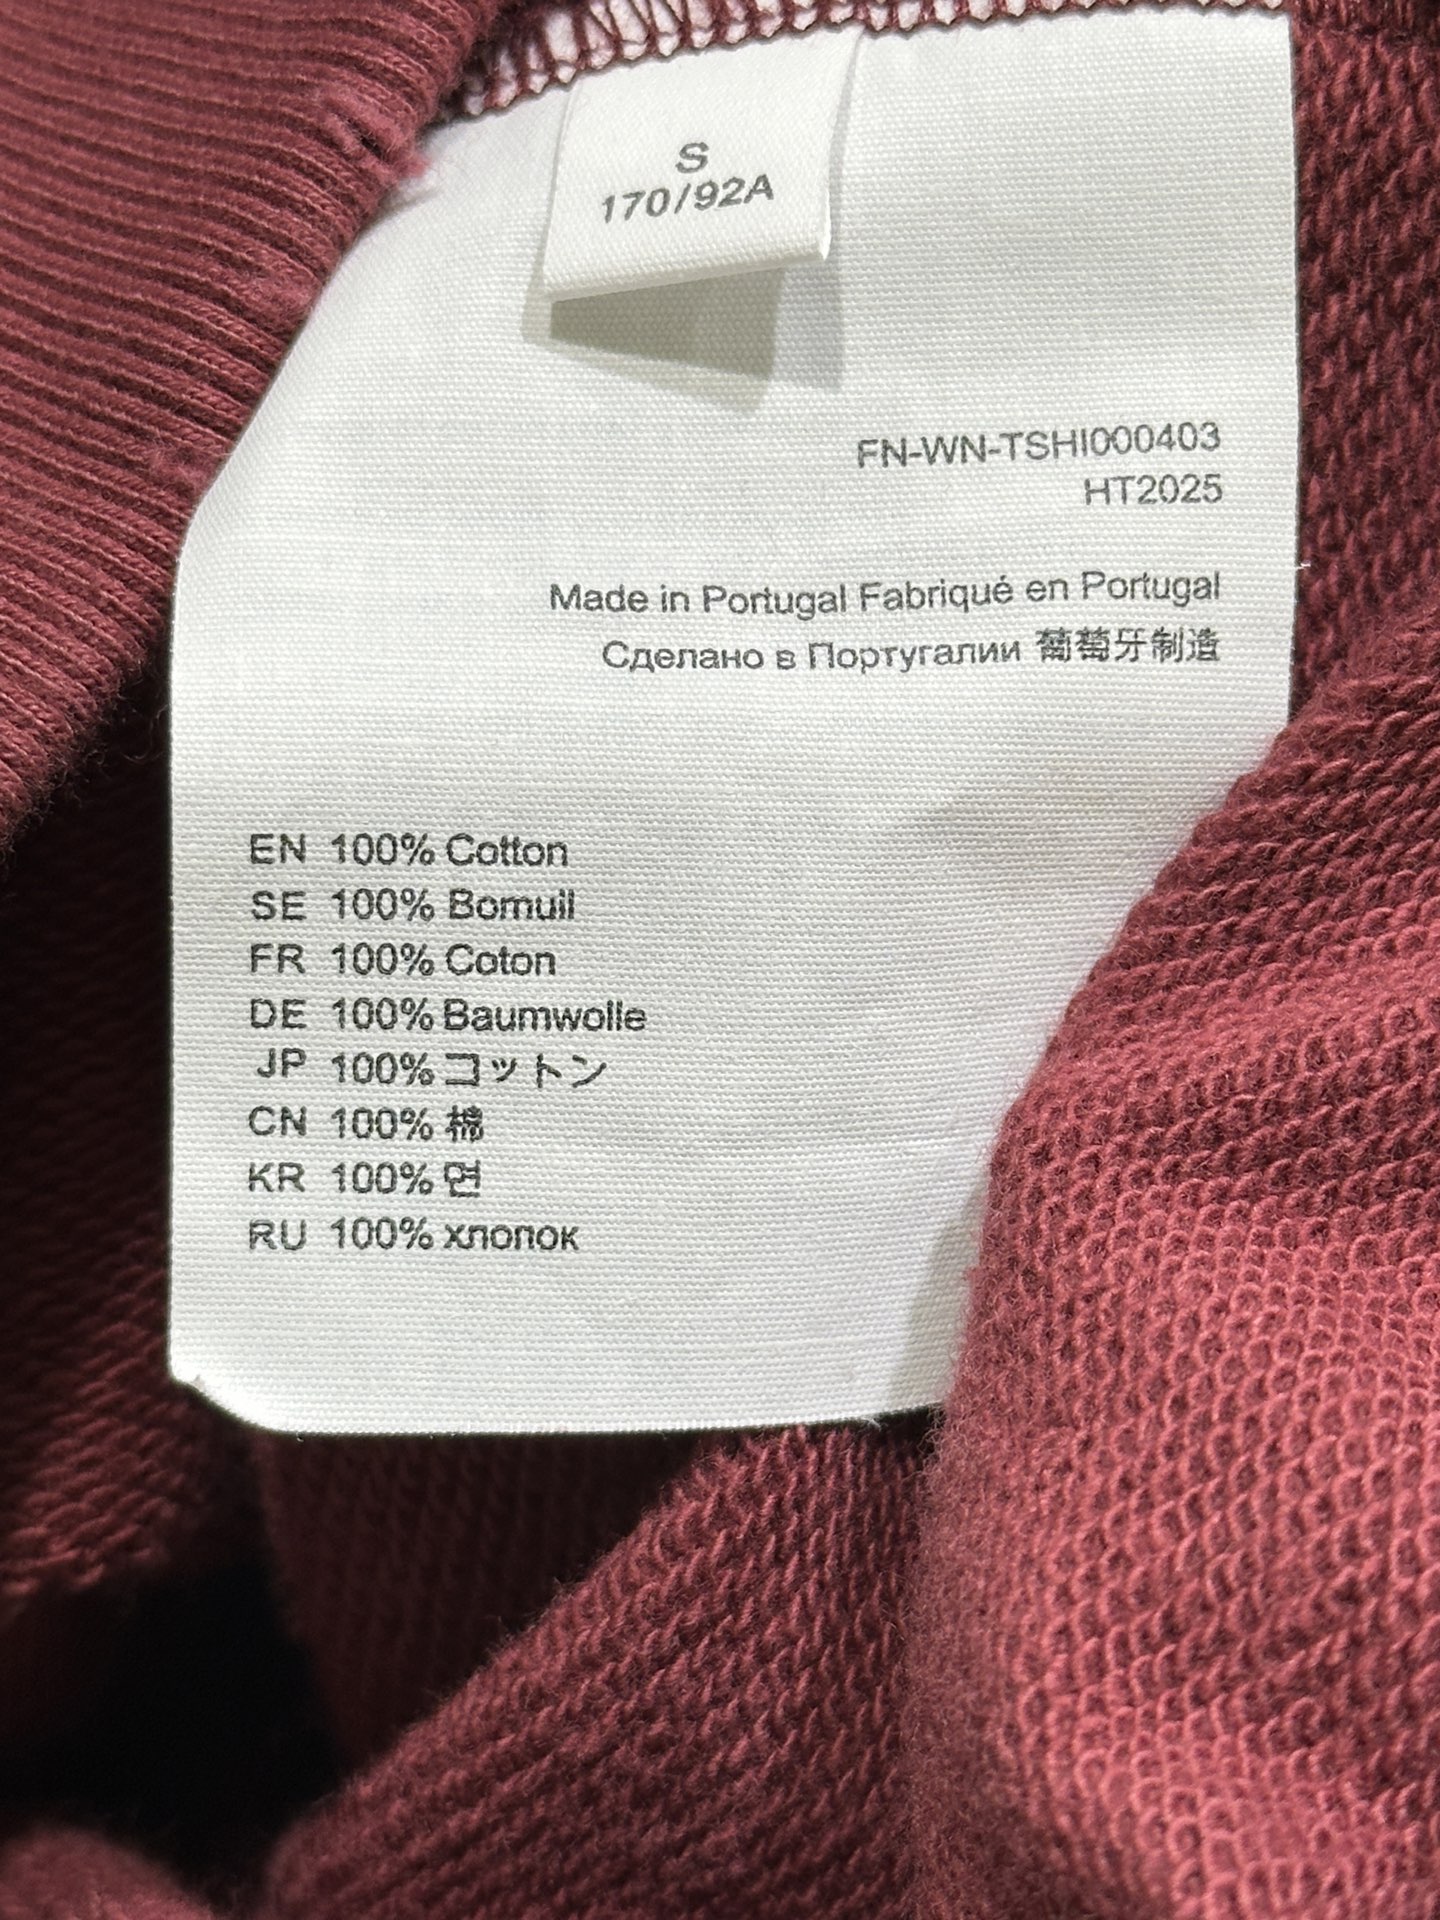 S
170/92A
FN-WN-TSHI000403
HT2025
Made in Portugal Fabriqué en Portugal
Сделано в Португалии 葡萄牙制造
EN 100% Cotton
SE 100% Bomull
FR 100% Coton
DE 100% Baumwolle
JP 100% コットン
CN 100% 棉
KR 100% 면
RU 100% хлопок